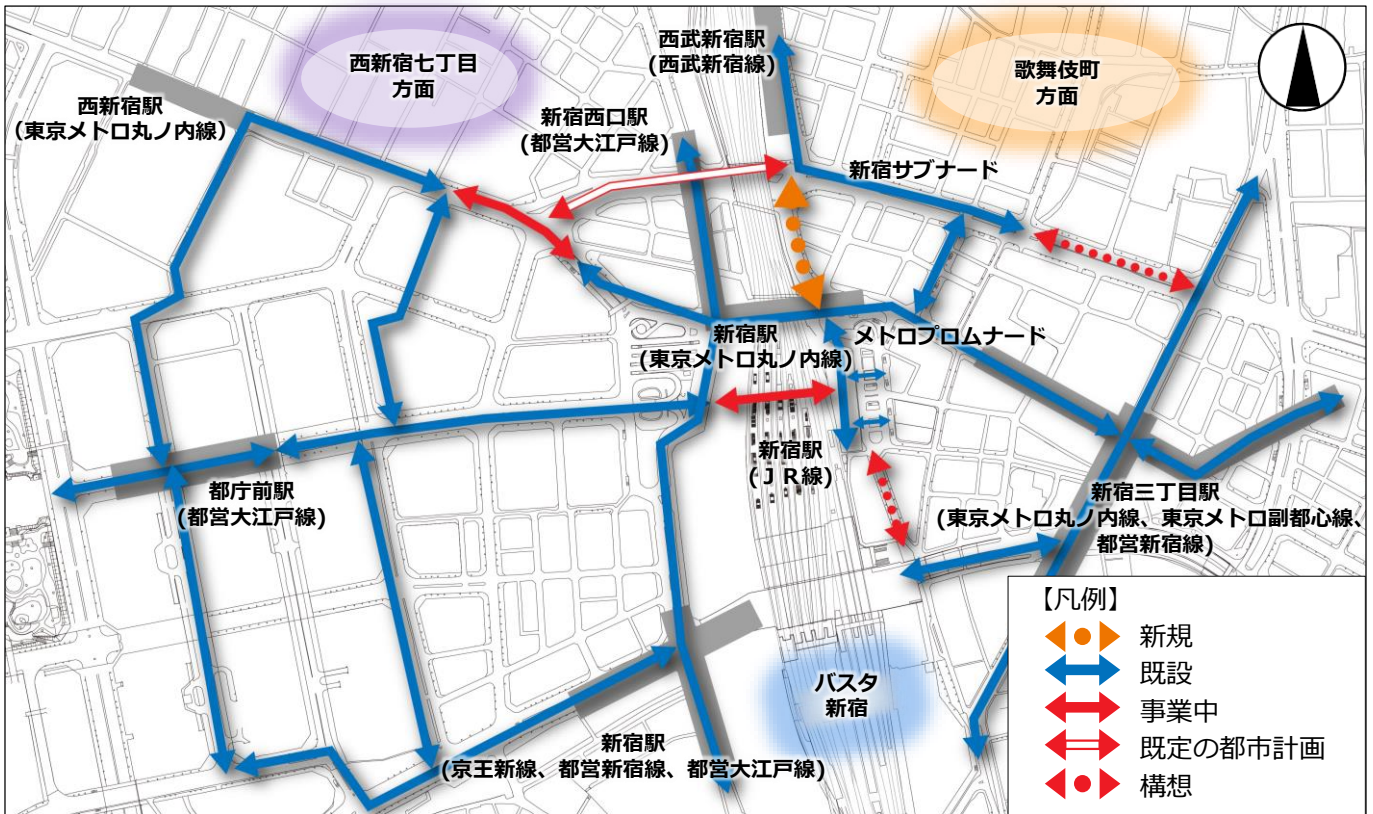 西新宿七丁目
方面
西武新宿駅
(西武新宿線)
歌舞伎町
方面
西新宿駅
(東京メトロ丸ノ内線)
新宿西口駅
(都営大江戸線)
新宿サブナード
新宿駅
(東京メトロ丸ノ内線)
メトロプロムナード
新宿駅
(ＪＲ線)
都庁前駅
(都営大江戸線)
新宿三丁目駅
(東京メトロ丸ノ内線、東京メトロ副都心線、
都営新宿線)
バスタ
新宿
新宿駅
(京王新線、都営新宿線、都営大江戸線)
【凡例】
新規
既設
事業中
既定の都市計画
構想